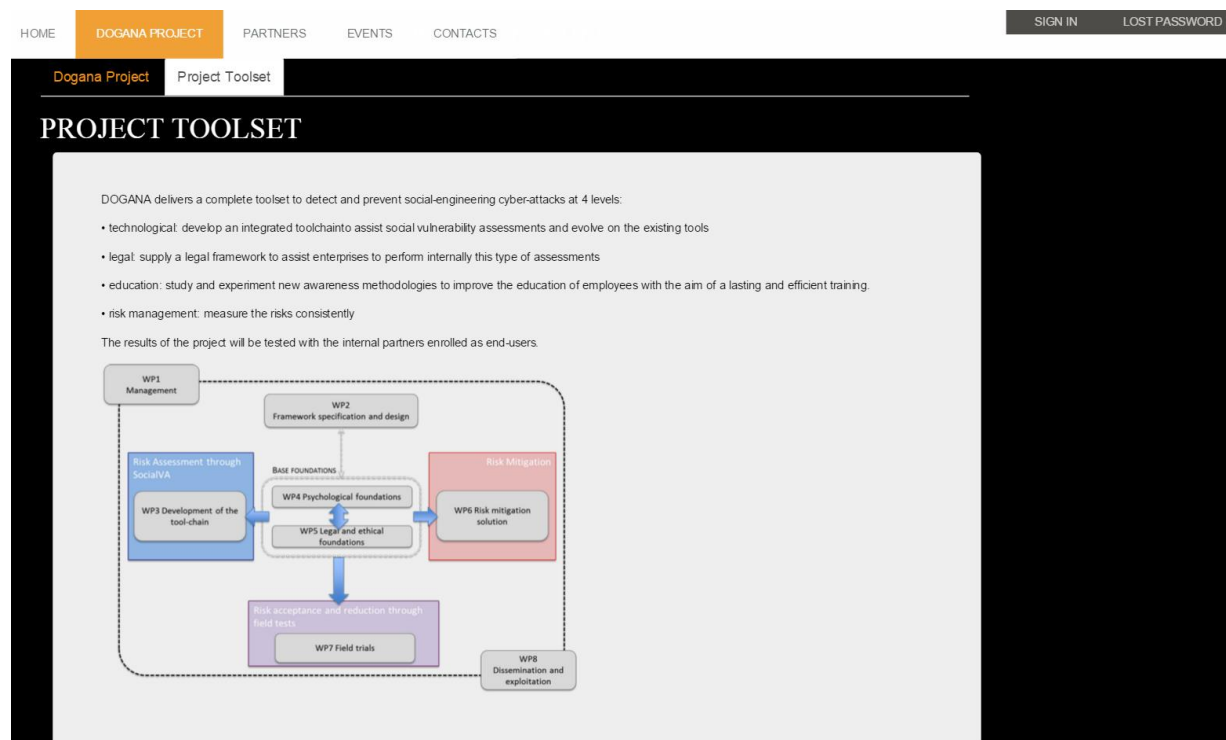 HOME DOGANA PROJECT PARTNERS EVENTS CONTACTS SIGN IN LOST PASSWORD
Dogana Project Project Toolset
PROJECT TOOLSET
DOGANA delivers a complete toolset to detect and prevent social-engineering cyber-attacks at 4 levels:
• technological: develop an integrated toolchainto assist social vulnerability assessments and evolve on the existing tools
• legal: supply a legal framework to assist enterprises to perform internally this type of assessments
• education: study and experiment new awareness methodologies to improve the education of employees with the aim of a lasting and efficient training.
• risk management: measure the risks consistently
The results of the project will be tested with the internal partners enrolled as end-users.
WP1
Management
WP2
Framework specification and design
Risk Assessment through
SocialVA
WP3 Development of the
tool-chain
BASE FOUNDATIONS
WP4 Psychological foundations
WP5 Legal and ethical
foundations
Risk Mitigation
WP6 Risk mitigation
solution
Risk acceptance and reduction through
field tests
WP7 Field trials
WP8
Dissemination and
exploitation